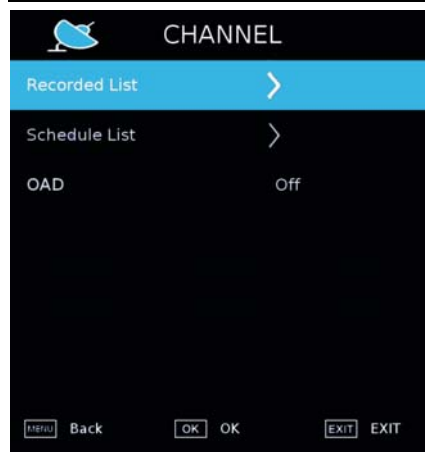 CHANNEL
Recorded List
Schedule List
OAD Off
MENU Back OK OK EXIT EXIT